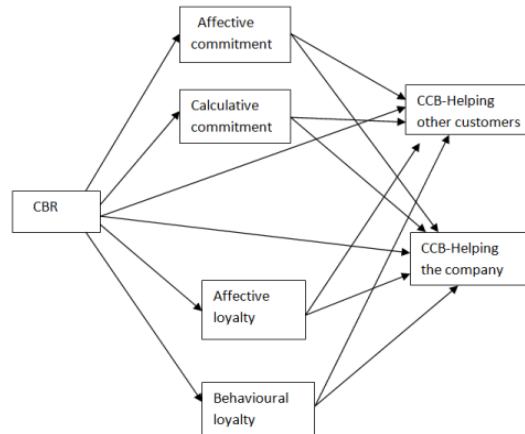 Affective
commitment
Calculative
commitment
CCB-Helping
other customers
CBR
CCB-Helping
the company
Affective
loyalty
Behavioural
loyalty